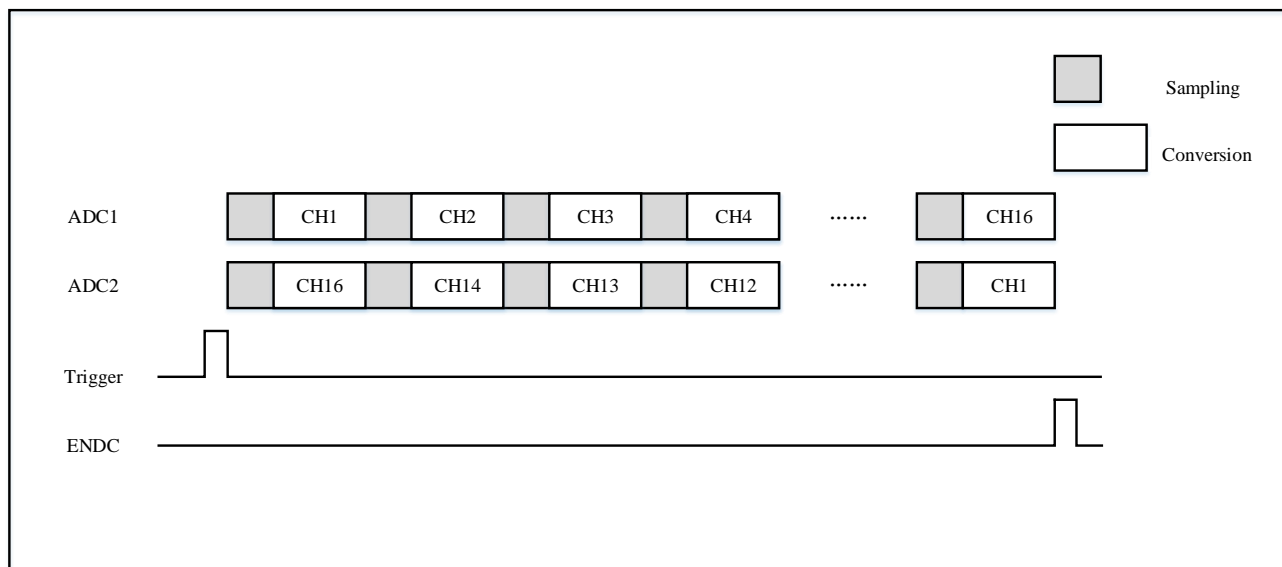 Sampling
Conversion
ADC1 CH1 CH2 CH3 CH4 ...... CH16
ADC2 CH16 CH14 CH13 CH12 ...... CH1
Trigger
ENDC